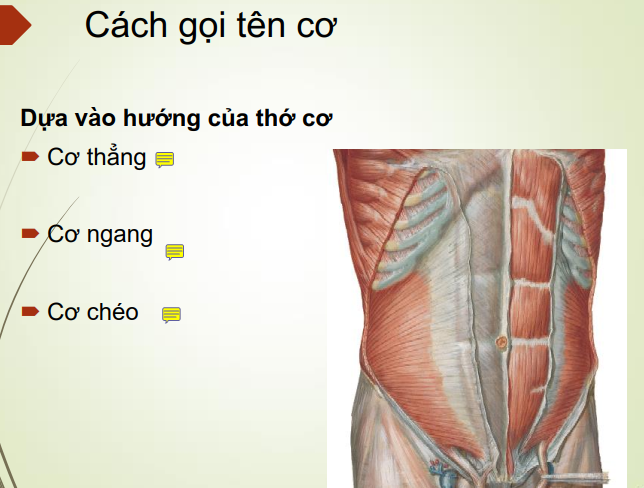 Cách gọi tên cơ
Dựa vào hướng của thớ cơ
Cơ thẳng
Cơ ngang
Cơ chéo